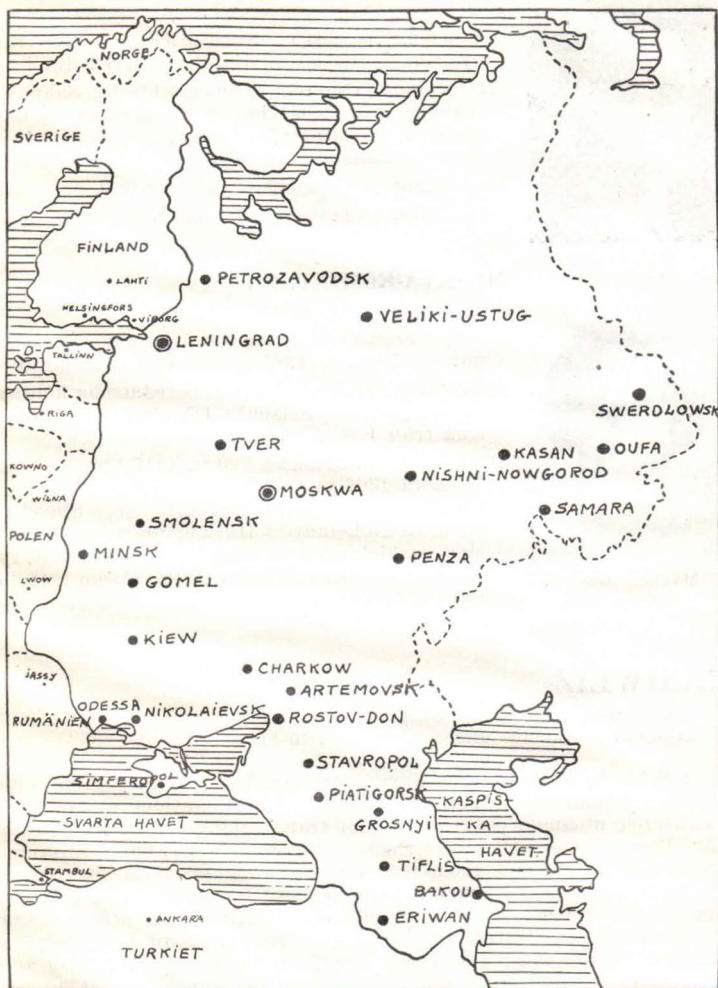 NORGE
SVERIGE
FINLAND
LAHTI
PETROZAVODSK
HELSINGFORS
VIBORG
VELIKI-USTUG
LENINGRAD
TALLINN
RIGA
SWERDLOWSK
TVER
KASAN
OUFA
NISHNI-NOWGOROD
KOWNO
WILNA
MOSKWA
SAMARA
SMOLENSK
POLEN
MINSK
PENZA
LWOW
GOMEL
KIEW
JASSY
CHARKOW
ARTEMOVSK
ODESSA
RUMÄNIEN
NIKOLAIEVSK
ROSTOV-DON
STAVROPOL
SIMFEROPOL
PIATIGORSK
KASPIS-
KA
HAVET
SVARTA HAVET
GROSNYI
STAMBUL
TIFLIS
BAKOU
ANKARA
ERIWAN
TURKIET